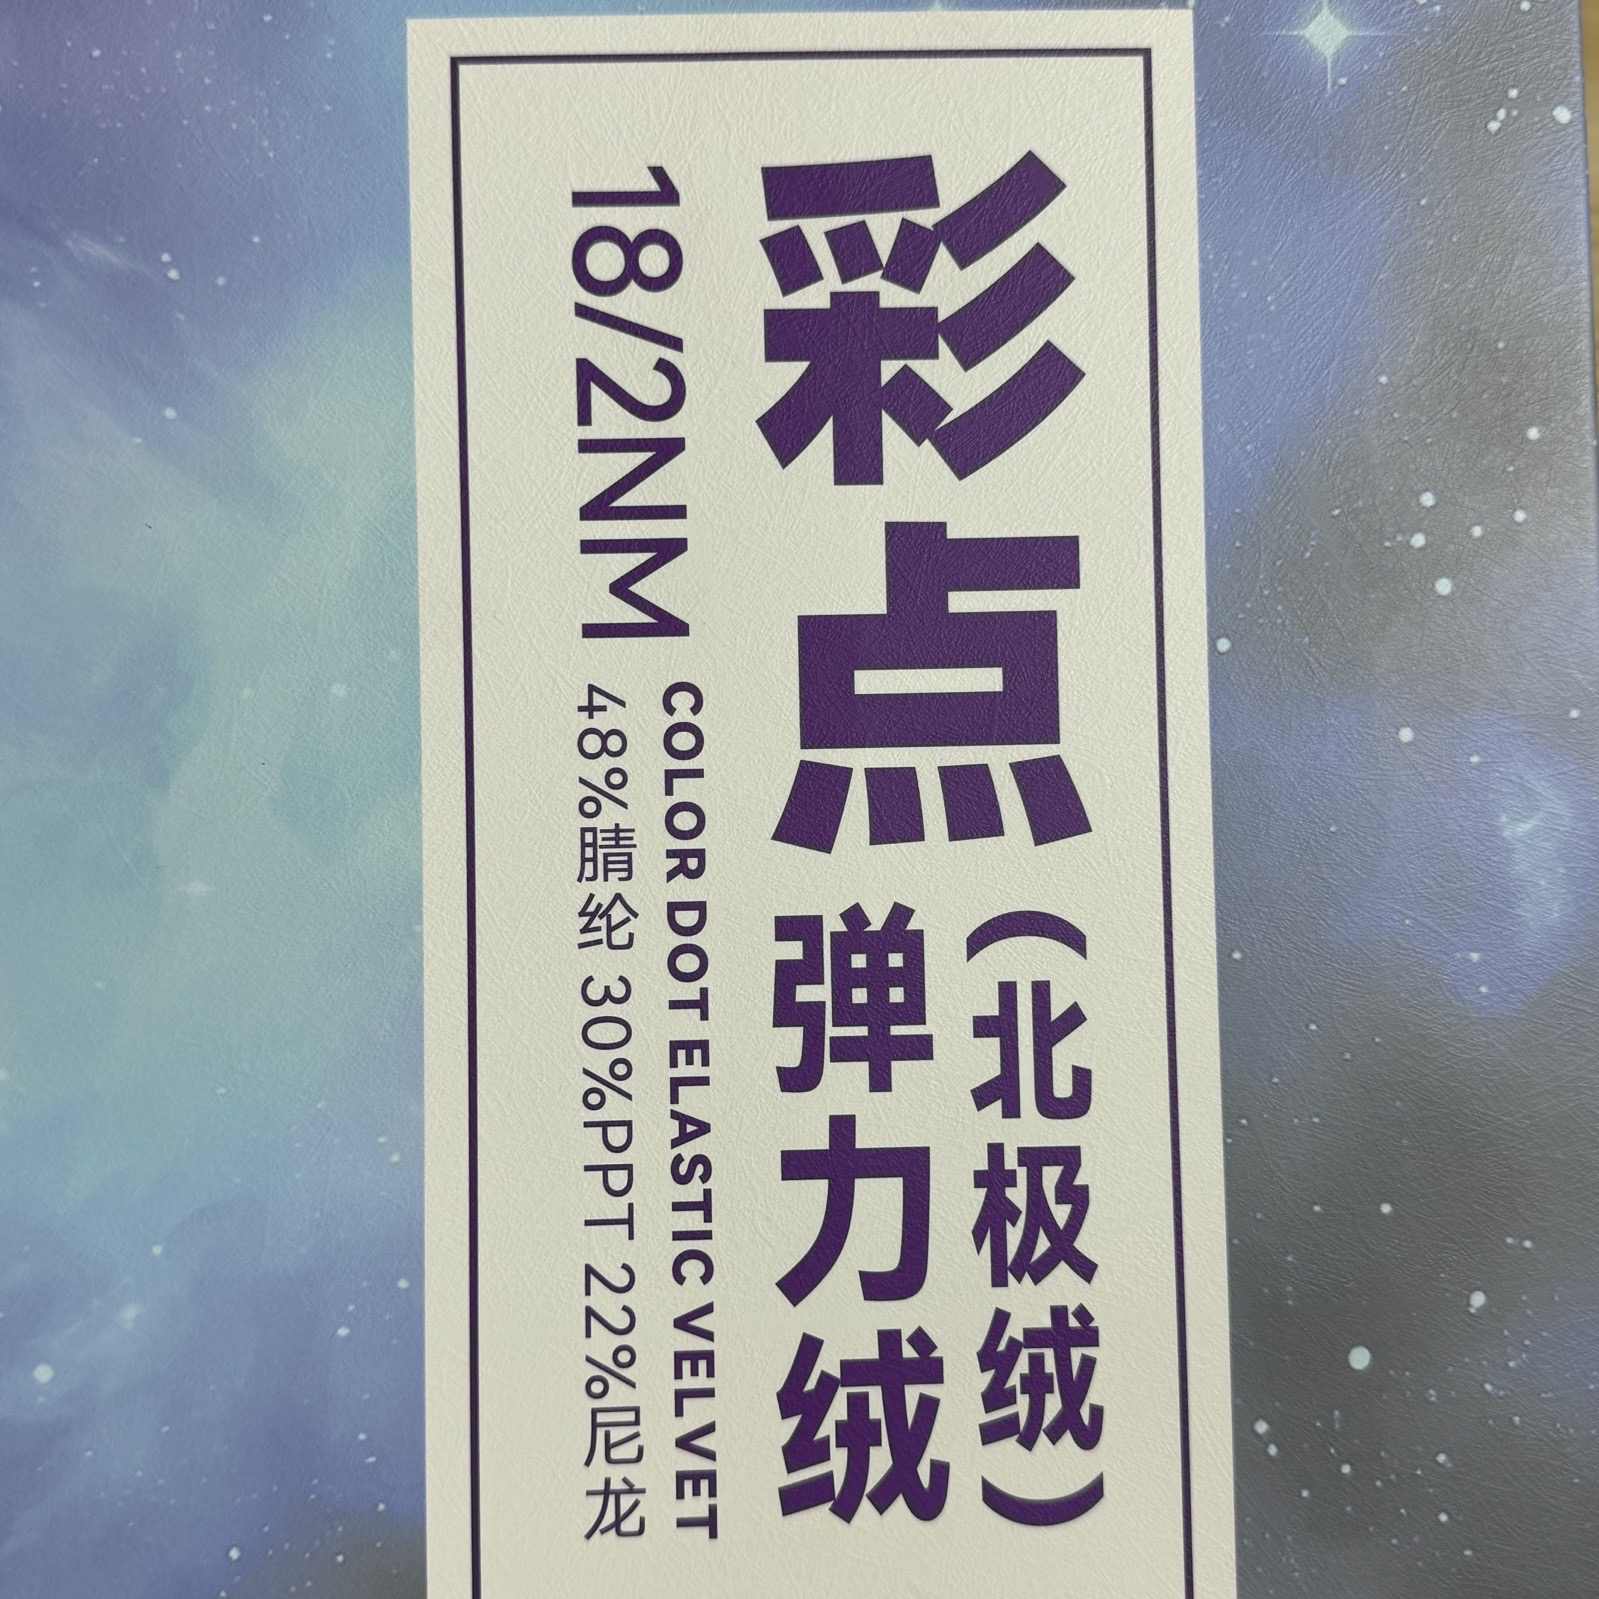 彩点
(北极绒)
弹力绒
18/2NM
COLOR DOT ELASTIC VELVET
48%腈纶 30%PPT 22%尼龙